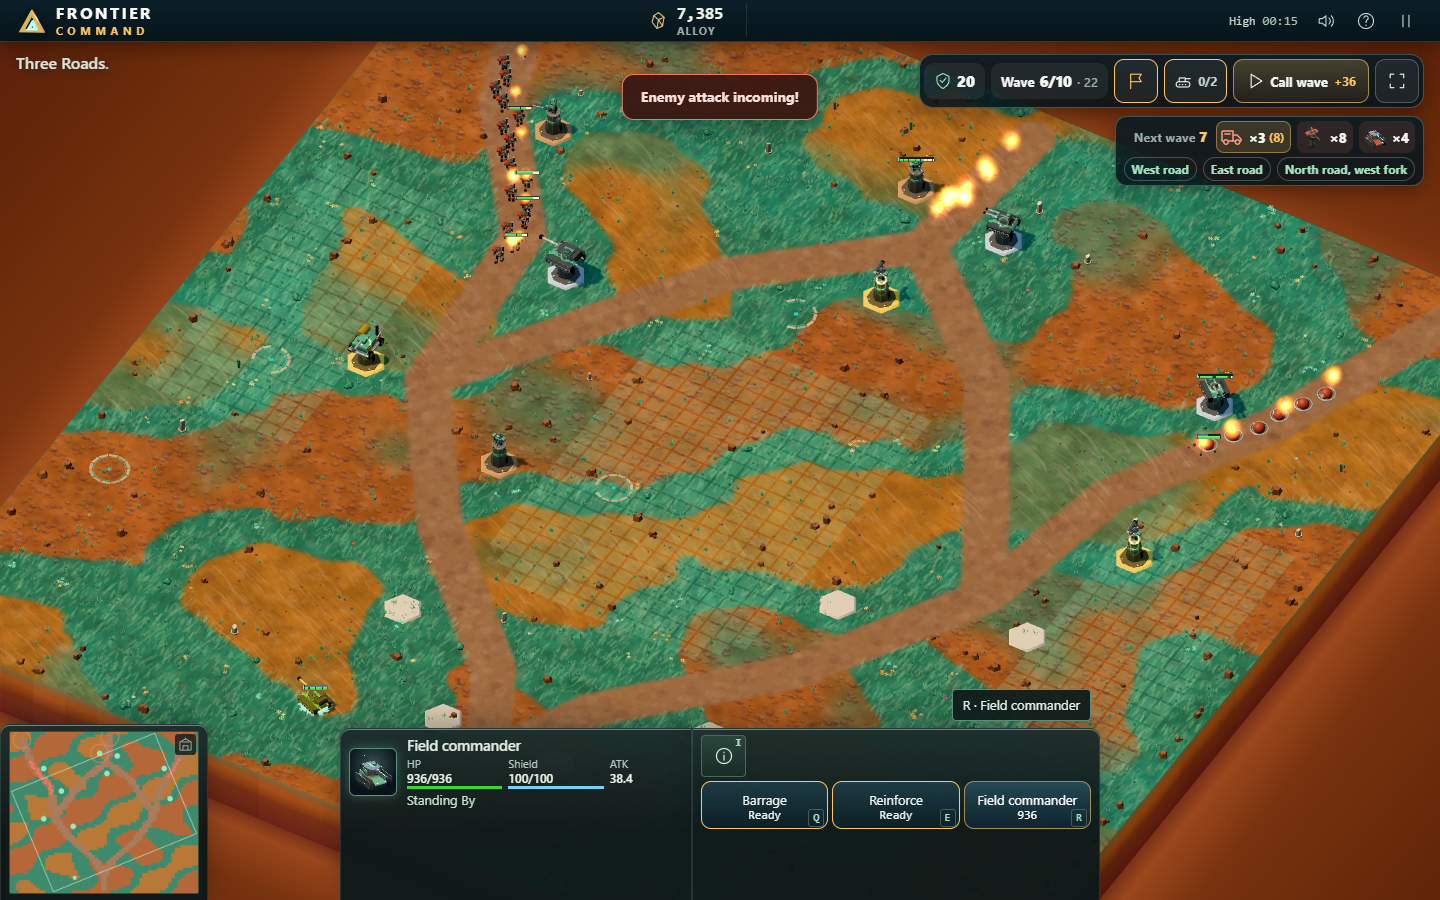 FRONTIER
COMMAND
7,385
ALLOY
High 00:15
Three Roads.
Enemy attack incoming!
20
Wave 6/10 · 22
0/2
Call wave +36
Next wave 7
×3 (8)
×8
×4
West road
East road
North road, west fork
R · Field commander
Field commander
HP
Shield
ATK
936/936
100/100
38.4
Standing By
I
Barrage
Ready
Q
Reinforce
Ready
E
Field commander
936
R